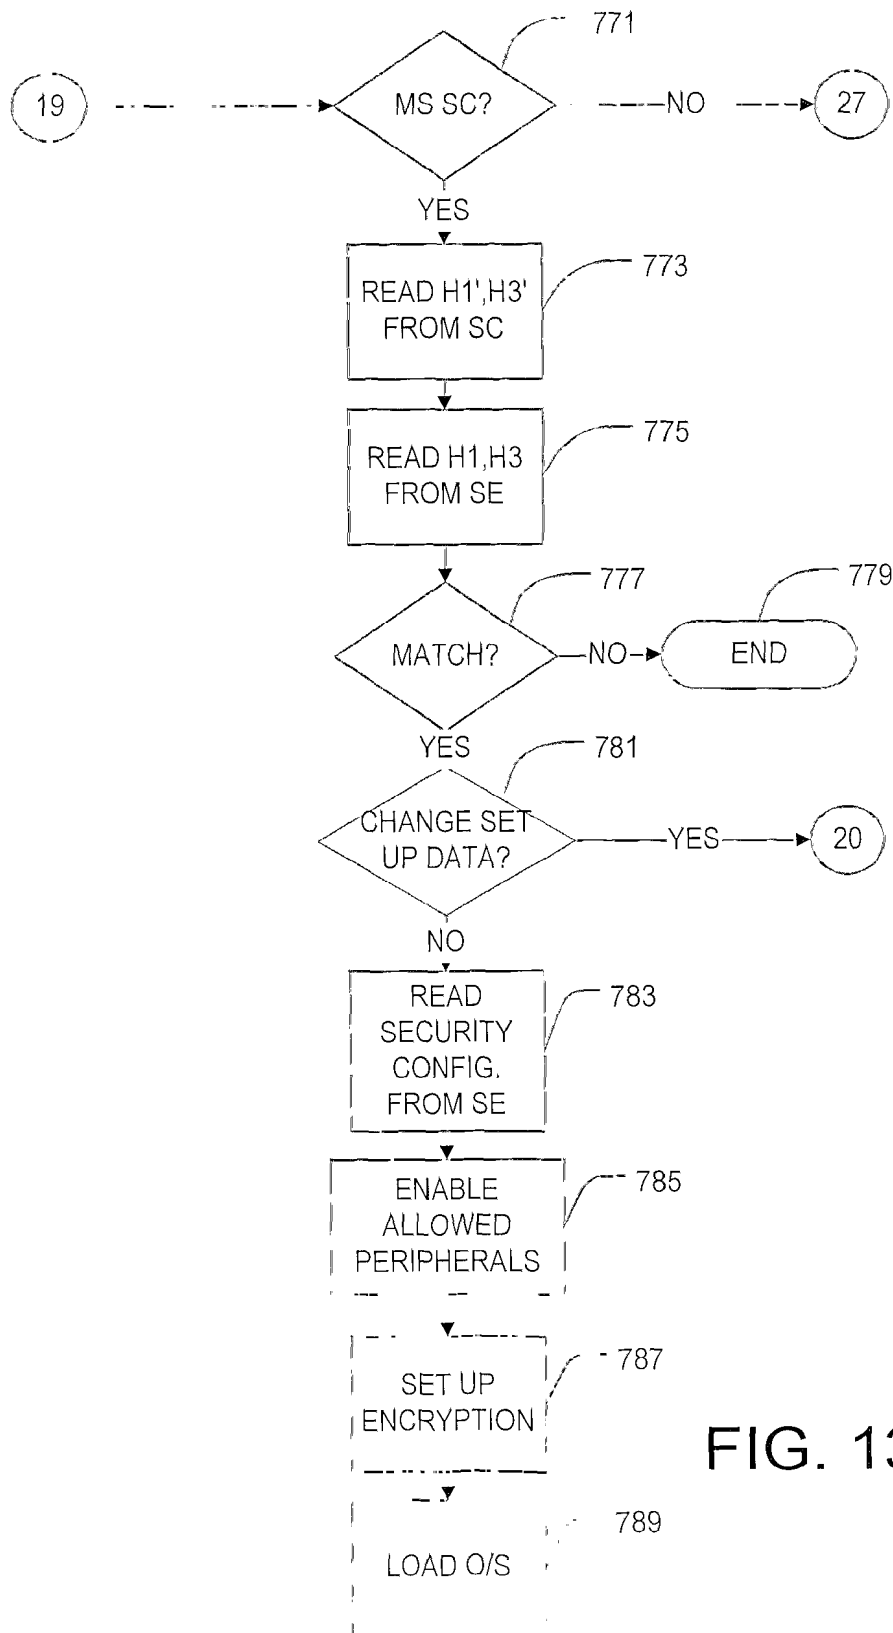 771
19
MS SC?
NO
27
YES
773
READ H1',H3'
FROM SC
775
READ H1,H3
FROM SE
777
779
MATCH?
NO
END
YES
781
CHANGE SET
UP DATA?
YES
20
NO
783
READ
SECURITY
CONFIG.
FROM SE
785
ENABLE
ALLOWED
PERIPHERALS
787
SET UP
ENCRYPTION
FIG. 13
789
LOAD O/S